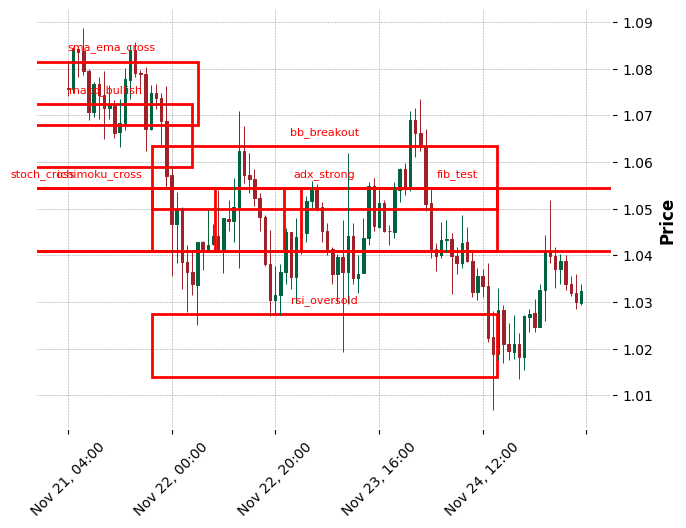 sma_ema_cross
macd_bullish
bb_breakout
stoch_cross
ichimoku_cross
adx_strong
fib_test
rsi_oversold
1.09
1.08
1.07
1.06
1.05
1.04
1.03
1.02
1.01
Price
Nov 21, 04:00
Nov 22, 00:00
Nov 22, 20:00
Nov 23, 16:00
Nov 24, 12:00